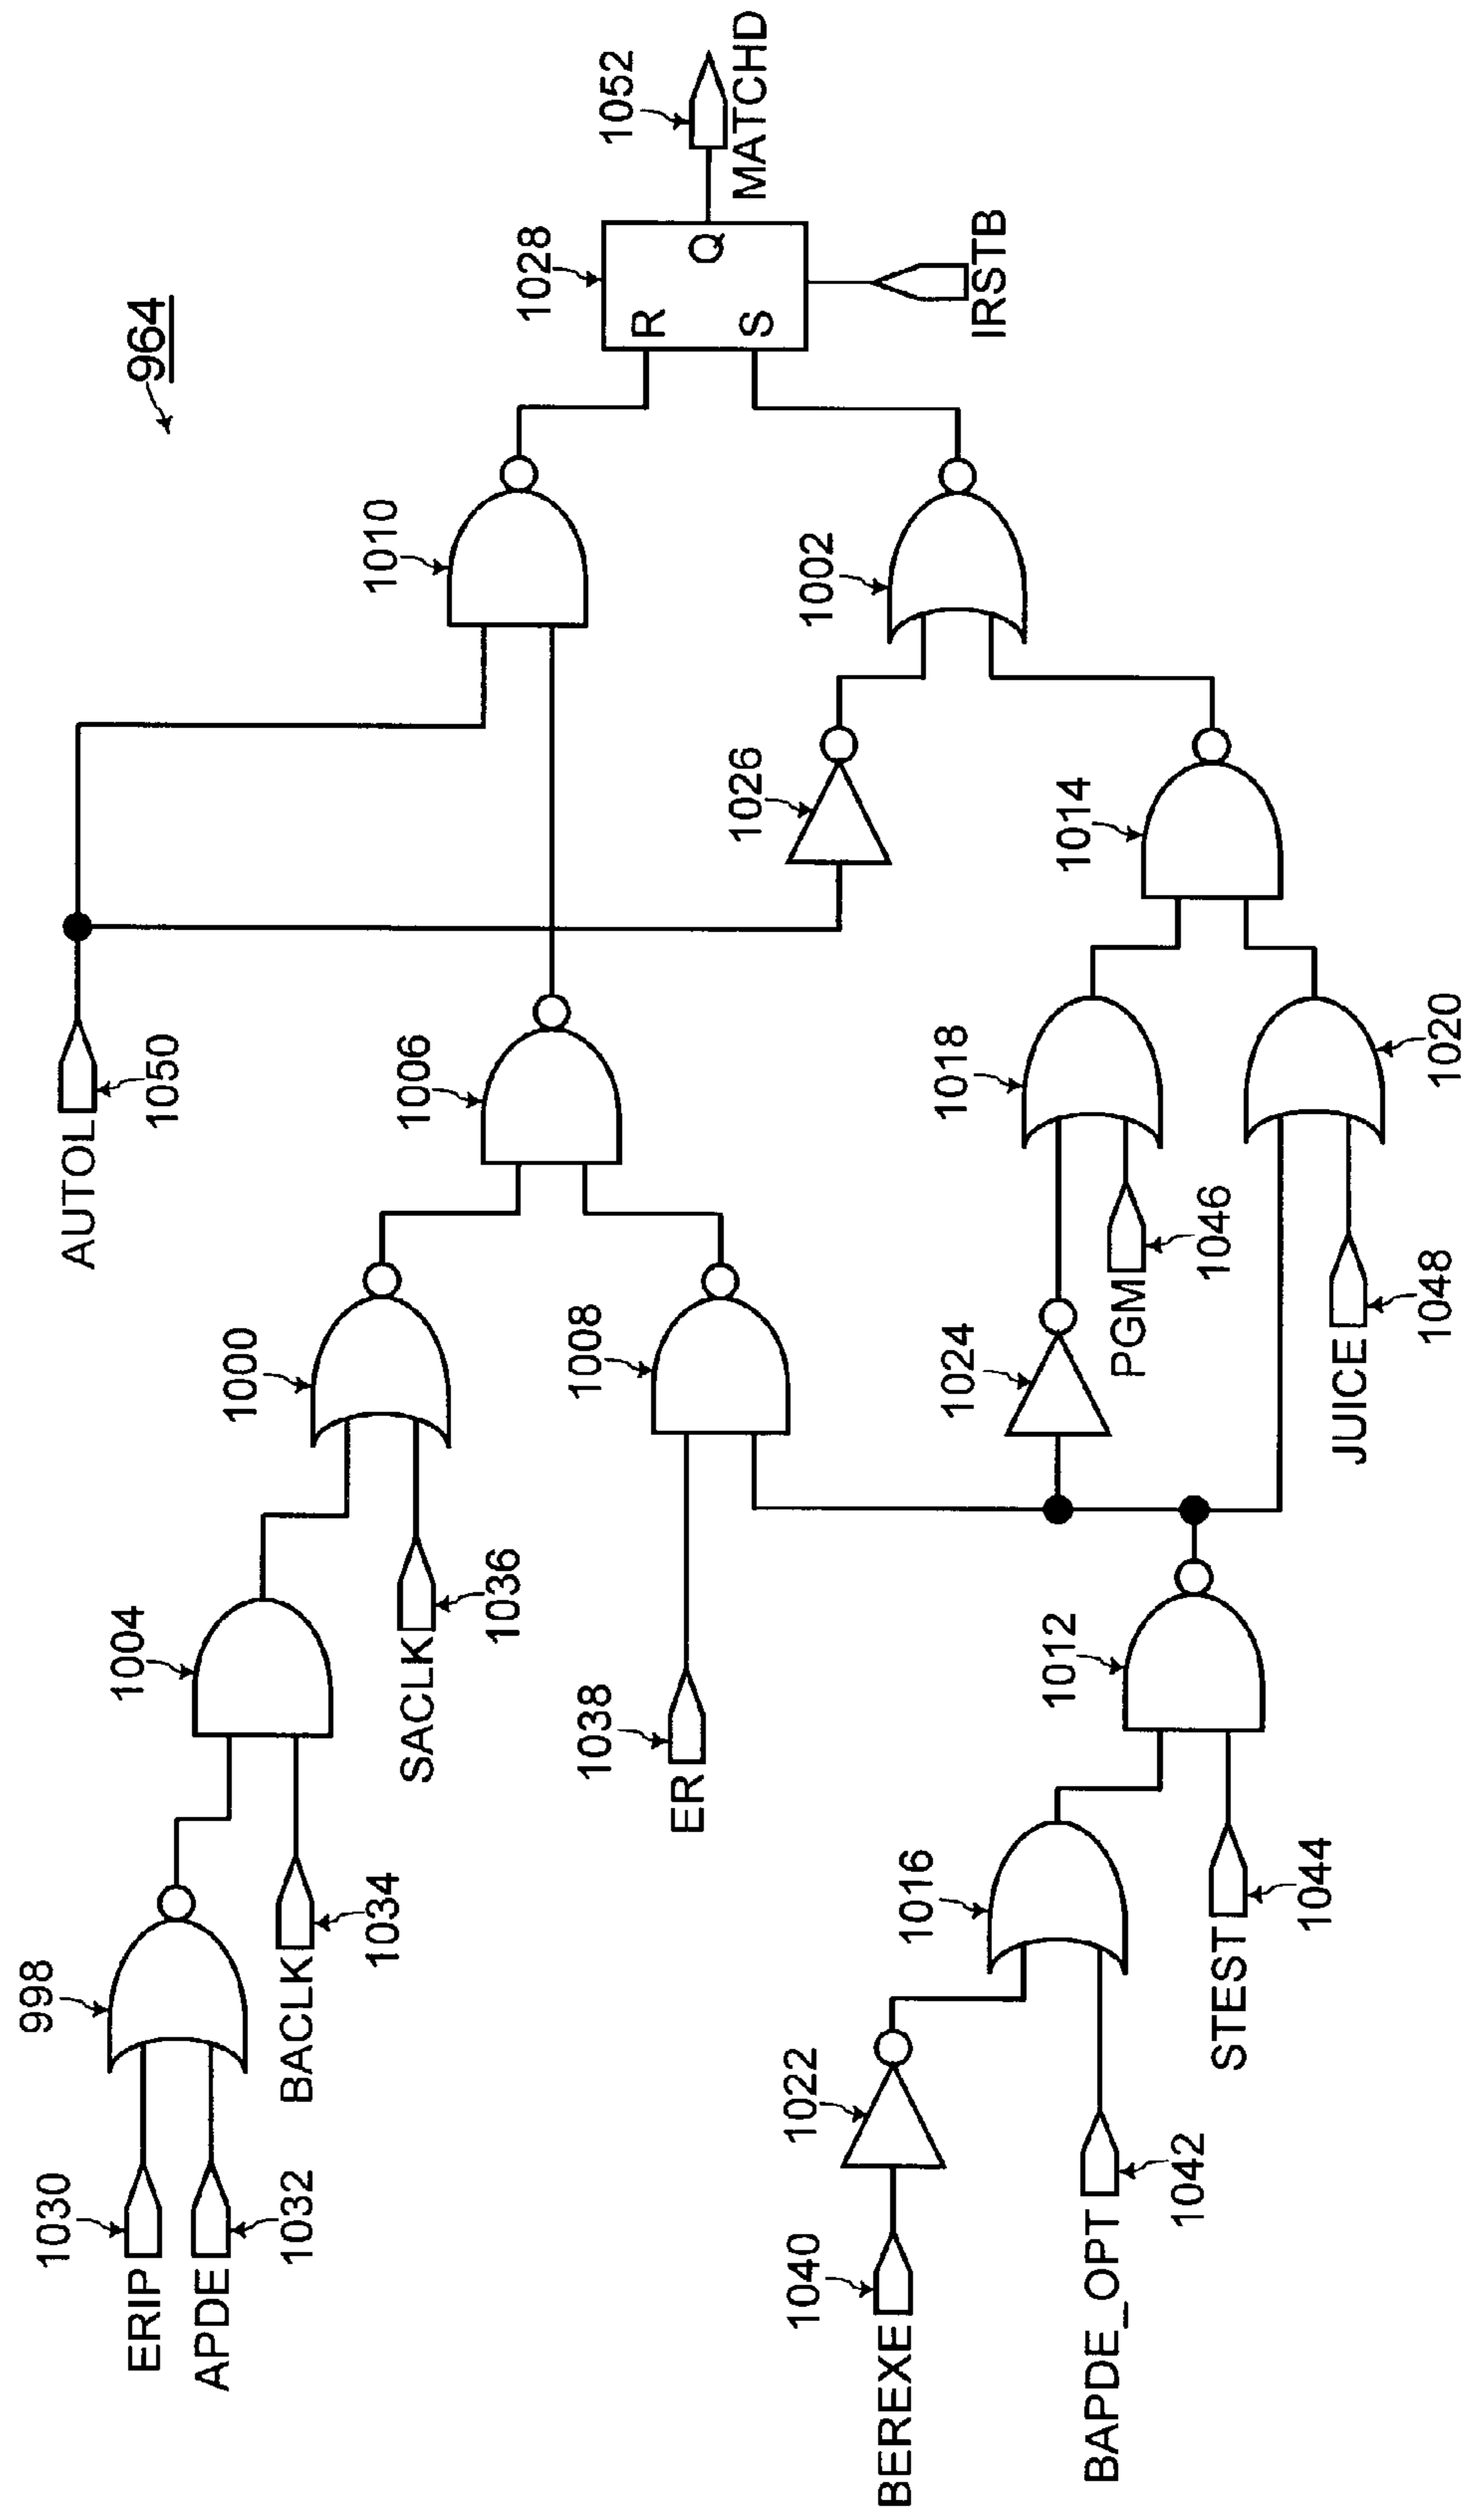 964
AUTOL
1050
1010
1028
R
S
Q
1052
MATCHD
IRSTB
1002
1026
1006
1014
1018
1020
PGM
1046
JUICE
1048
1000
1008
1024
1004
SACLK
1036
1038
ER
1012
998
BACLK
1034
1016
STEST
1044
1030
ERIP
APDE
1032
1022
1040
BEREXE
BAPDE_OPT
1042